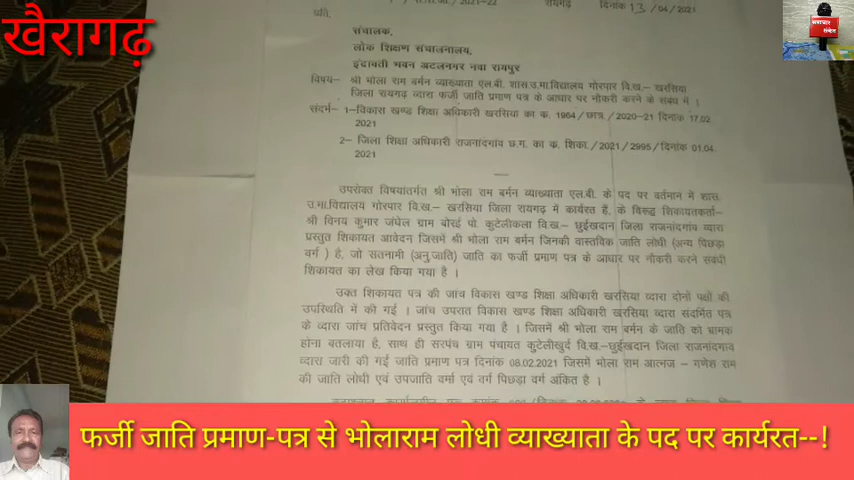 खैरागढ़
रायगढ़ दिनांक 13/04/2021
प्रति,
संचालक,
लोक शिक्षण संचालनालय,
इंद्रावती भवन अटलनगर नवा रायपुर
विषय– श्री भोला राम बर्मन व्याख्याता एल.बी. शास.उ.मा.विद्यालय गोरपार वि.ख.– खरसिया
जिला रायगढ़ व्दारा फर्जी जाति प्रमाण पत्र के आधार पर नौकरी करने के संबंध में ।
संदर्भ– 1–विकास खण्ड शिक्षा अधिकारी खरसिया का क. 1964/छात्र./2020–21 दिनांक 17.02
2021
2– जिला शिक्षा अधिकारी राजनांदगांव छ.ग. का क. शिका./2021/2995/दिनांक 01.04.
2021
उपरोक्त विषयांतर्गत श्री भोला राम बर्मन व्याख्याता एल.बी. के पद पर वर्तमान में शास.
उ.मा.विद्यालय गोरपार वि.ख.– खरसिया जिला रायगढ़ में कार्यरत हैं, के विरूद्ध शिकायतकर्ता–
श्री विनय कुमार जंघेल ग्राम बोरई पो. कुटेलीकला वि.ख.– छुईखदान जिला राजनांदगांव व्दारा
प्रस्तुत शिकायत आवेदन जिसमें श्री भोला राम बर्मन जिनकी वास्तविक जाति लोधी (अन्य पिछड़ा
वर्ग ) है, जो सतनामी (अनु.जाति) जाति का फर्जी प्रमाण पत्र के आधार पर नौकरी करने संबंधी
शिकायत का लेख किया गया है ।
उक्त शिकायत पत्र की जांच विकास खण्ड शिक्षा अधिकारी खरसिया व्दारा दोनों पक्षों की
उपस्थिति में की गई । जांच उपरांत विकास खण्ड शिक्षा अधिकारी खरसिया व्दारा संदर्भित पत्र
के व्दारा जांच प्रतिवेदन प्रस्तुत किया गया है । जिसमें श्री भोला राम बर्मन के जाति को भ्रामक
होना बतलाया है, साथ ही सरपंच ग्राम पंचायत कुटेलीखुर्द वि.ख.–छुईखदान जिला राजनांदगांव
व्दारा जारी की गई जाति प्रमाण पत्र दिनांक 08.02.2021 जिसमें भोला राम आत्मज – गणेश राम
की जाति लोधी एवं उपजाति वर्मा एवं वर्ग पिछड़ा वर्ग अंकित है ।
फर्जी जाति प्रमाण-पत्र से भोलाराम लोधी व्याख्याता के पद पर कार्यरत--!